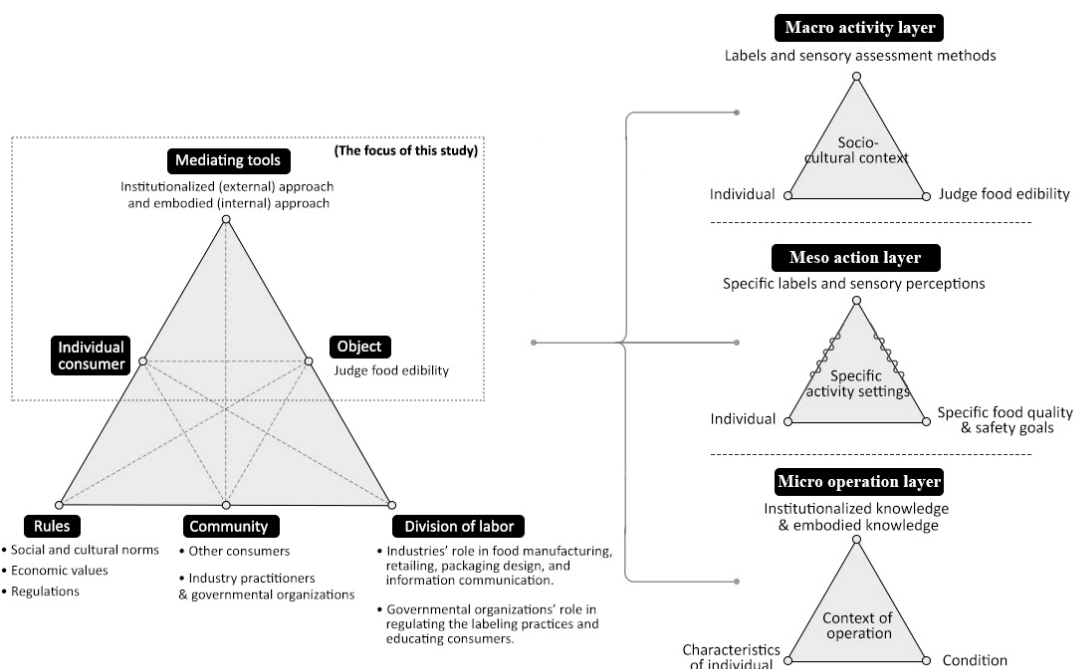 (The focus of this study)
Mediating tools
Institutionalized (external) approach
and embodied (internal) approach
Individual
consumer
Object
Judge food edibility
Rules
• Social and cultural norms
• Economic values
• Regulations
Community
• Other consumers
• Industry practitioners
& governmental organizations
Division of labor
• Industries’ role in food manufacturing,
retailing, packaging design, and
information communication.
• Governmental organizations’ role in
regulating the labeling practices and
educating consumers.
Macro activity layer
Labels and sensory assessment methods
Socio-
cultural context
Individual
Judge food edibility
Meso action layer
Specific labels and sensory perceptions
Specific
activity settings
Individual
Specific food quality
& safety goals
Micro operation layer
Institutionalized knowledge
& embodied knowledge
Context of
operation
Characteristics
of individual
Condition